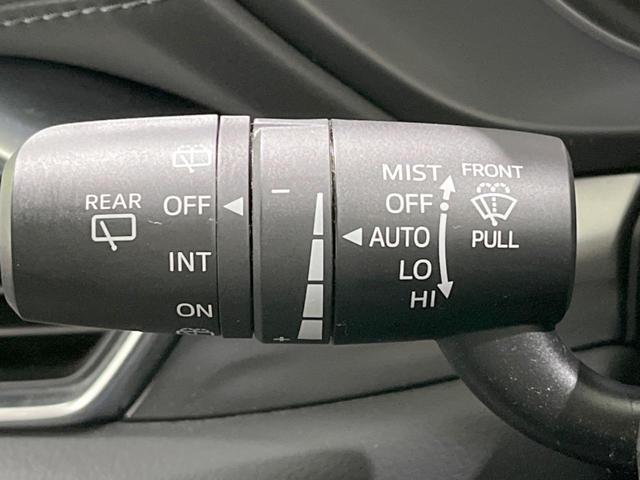 REAR
OFF
INT
ON
−
+
MIST
OFF
AUTO
LO
HI
FRONT
PULL